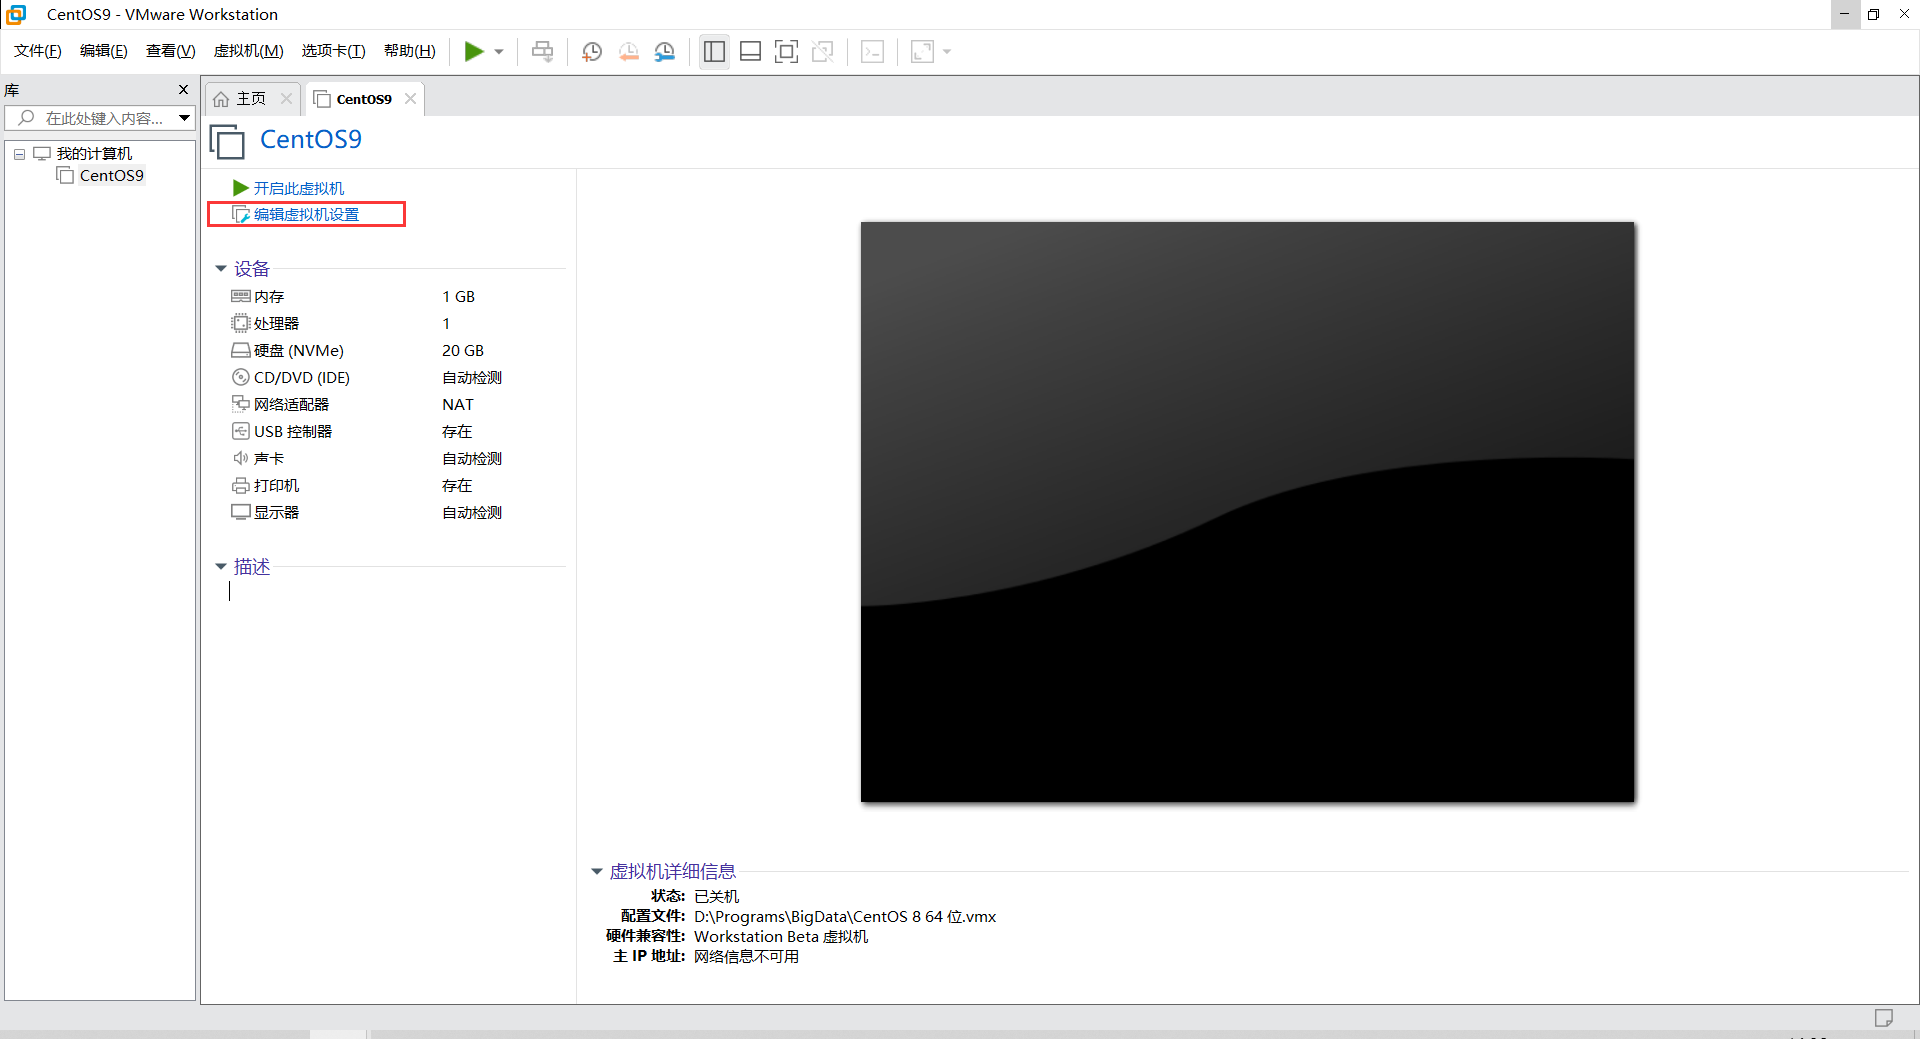 CentOS9 - VMware Workstation
文件(F) 编辑(E) 查看(V) 虚拟机(M) 选项卡(T) 帮助(H)
库
在此处键入内容...
我的计算机
CentOS9
主页 CentOS9
CentOS9
开启此虚拟机
编辑虚拟机设置
设备
内存 1 GB
处理器 1
硬盘 (NVMe) 20 GB
CD/DVD (IDE) 自动检测
网络适配器 NAT
USB 控制器 存在
声卡 自动检测
打印机 存在
显示器 自动检测
描述
虚拟机详细信息
状态: 已关机
配置文件: D:\Programs\BigData\CentOS 8 64 位.vmx
硬件兼容性: Workstation Beta 虚拟机
主 IP 地址: 网络信息不可用